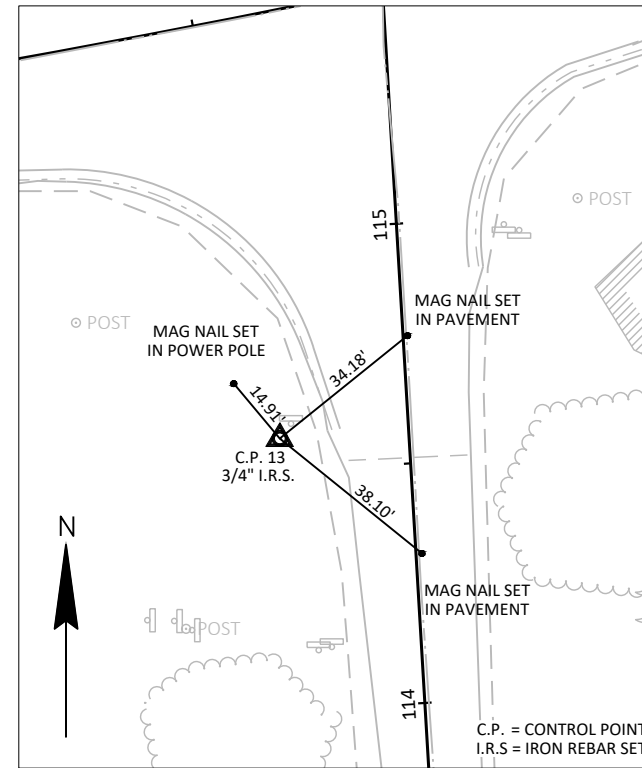 115
POST
MAG NAIL SET
IN PAVEMENT
POST
MAG NAIL SET
IN POWER POLE
34.18'
14.91'
C.P. 13
3/4" I.R.S.
38.10'
N
MAG NAIL SET
IN PAVEMENT
POST
114
C.P. = CONTROL POINT
I.R.S = IRON REBAR SET